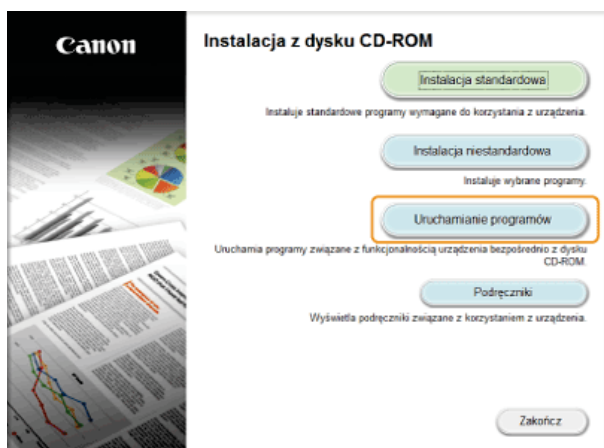 Canon
Instalacja z dysku CD-ROM
Instalacja standardowa
Instaluje standardowe programy wymagane do korzystania z urządzenia.
Instalacja niestandardowa
Instaluje wybrane programy.
Uruchamianie programów
Uruchamia programy związane z funkcjonalnością urządzenia bezpośrednio z dysku
CD-ROM.
Podręczniki
Wyświetla podręczniki związane z korzystaniem z urządzenia.
Zakończ